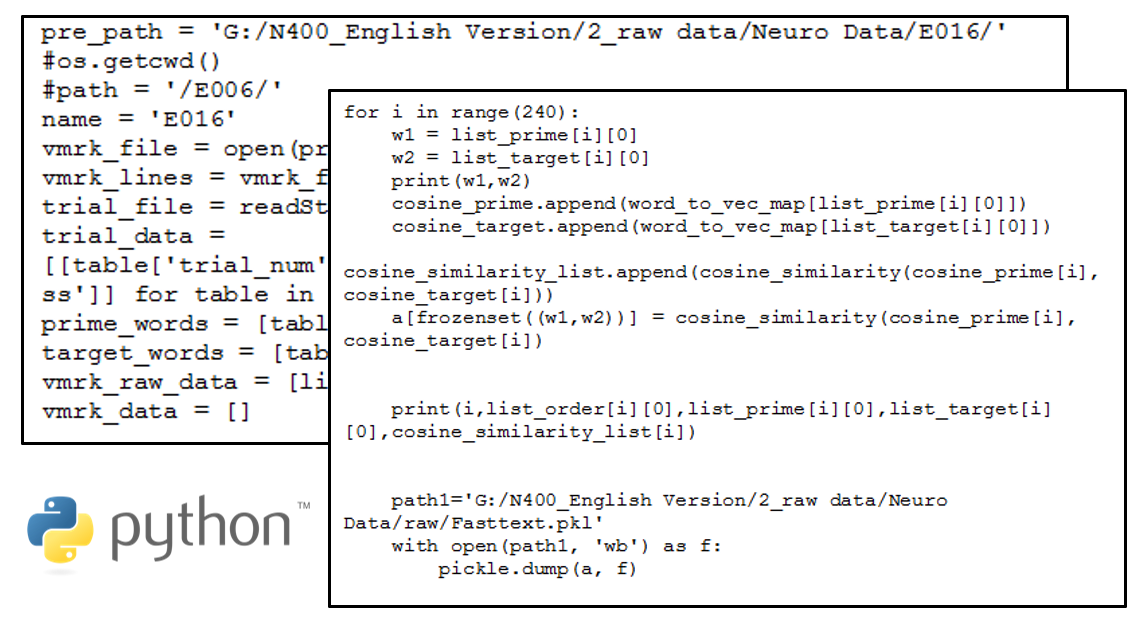 pre_path = 'G:/N400_English Version/2_raw data/Neuro Data/E016/'
#os.getcwd()
#path = '/E006/'
name = 'E016'
vmrk_file = open(pr
vmrk_lines = vmrk_f
trial_file = readSt
trial_data =
[[table['trial_num'
ss']] for table in
prime_words = [tabl
target_words = [tab
vmrk_raw_data = [li
vmrk_data = []
for i in range(240):
    w1 = list_prime[i][0]
    w2 = list_target[i][0]
    print(w1,w2)
    cosine_prime.append(word_to_vec_map[list_prime[i][0]])
    cosine_target.append(word_to_vec_map[list_target[i][0]])
cosine_similarity_list.append(cosine_similarity(cosine_prime[i],
cosine_target[i]))
    a[frozenset((w1,w2))] = cosine_similarity(cosine_prime[i],
cosine_target[i])
    print(i,list_order[i][0],list_prime[i][0],list_target[i]
[0],cosine_similarity_list[i])
    path1='G:/N400_English Version/2_raw data/Neuro
Data/raw/Fasttext.pkl'
    with open(path1, 'wb') as f:
        pickle.dump(a, f)
python™